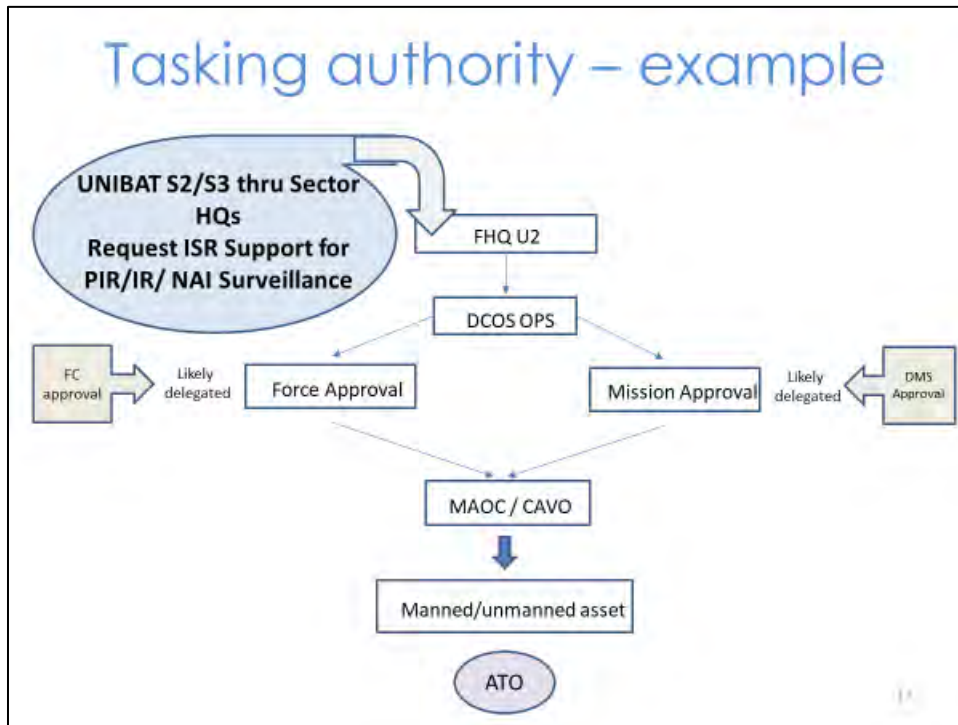 Tasking authority – example
UNIBAT S2/S3 thru Sector
HQs
Request ISR Support for
PIR/IR/ NAI Surveillance
FHQ U2
DCOS OPS
FC
approval
Likely
delegated
Force Approval
Mission Approval
Likely
delegated
DMS
Approval
MAOC / CAVO
Manned/unmanned asset
ATO